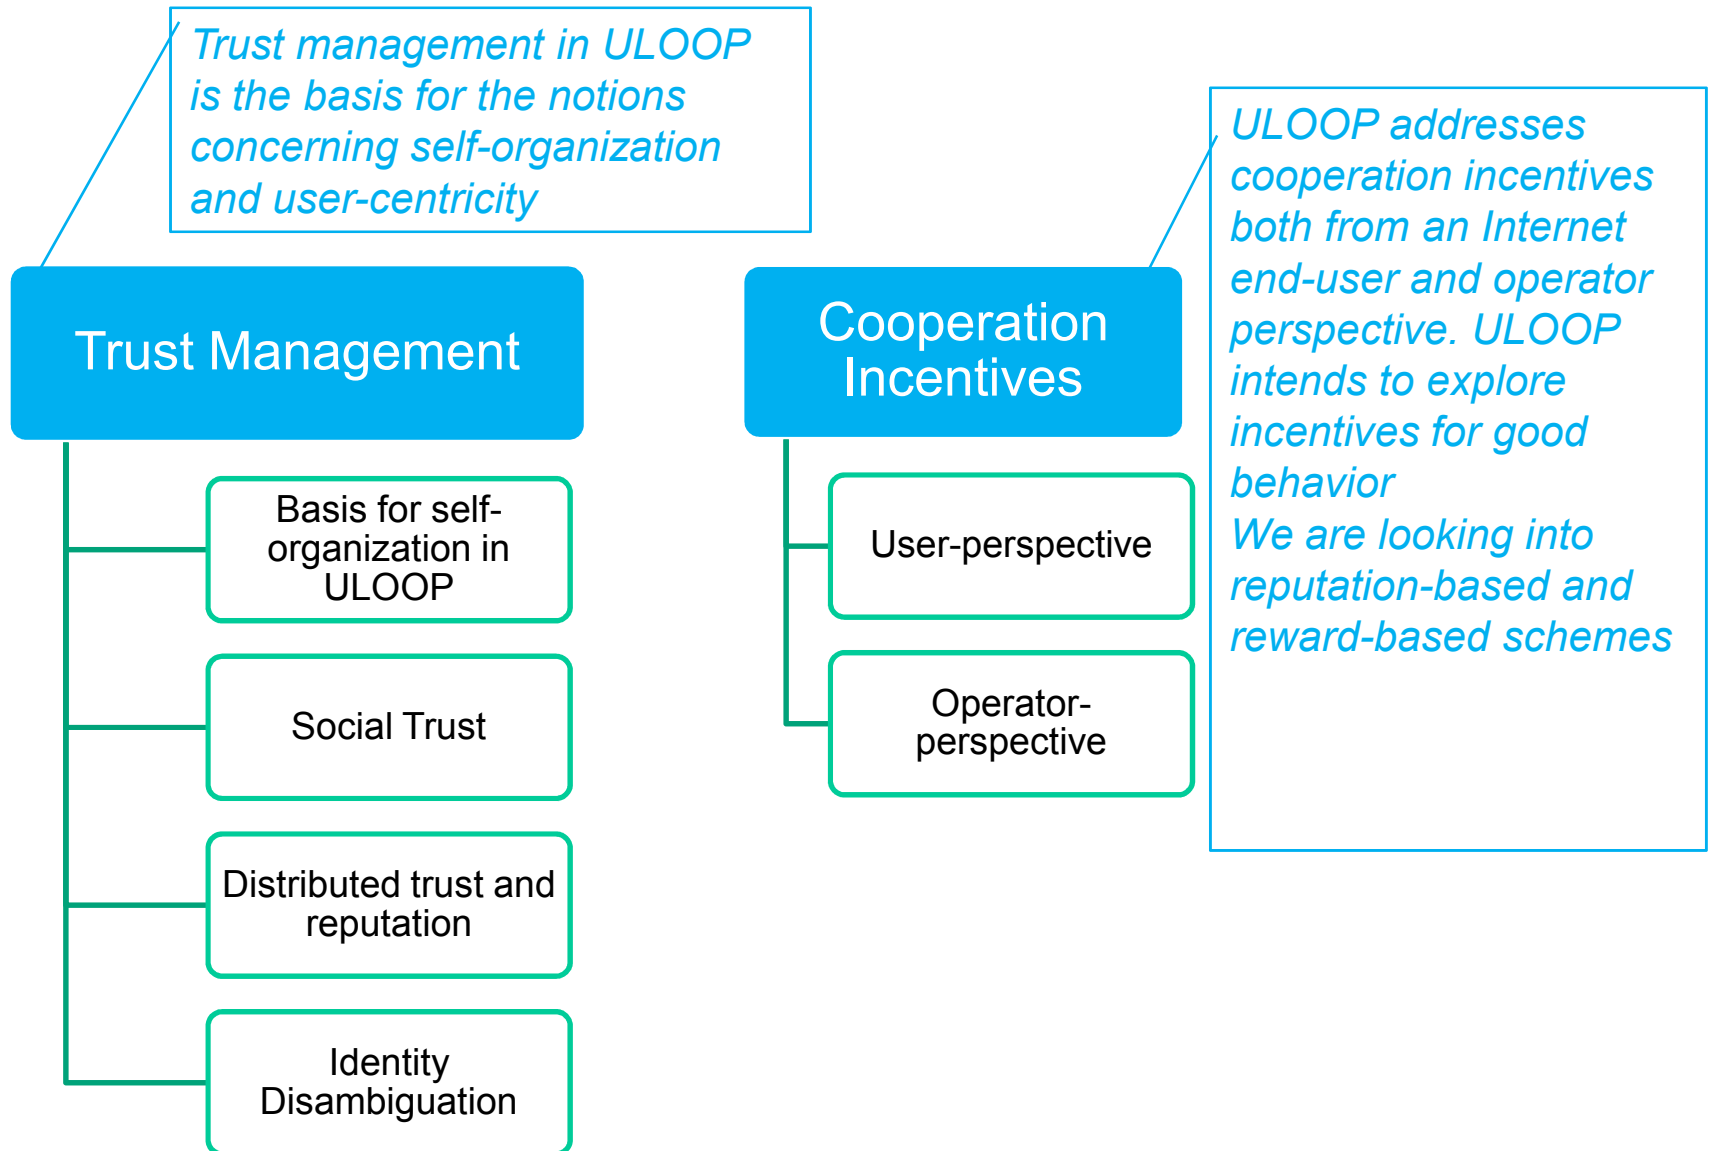 Trust management in ULOOP
is the basis for the notions
concerning self-organization
and user-centricity
Trust Management
Basis for self-
organization in
ULOOP
Social Trust
Distributed trust and
reputation
Identity
Disambiguation
Cooperation
Incentives
User-perspective
Operator-
perspective
ULOOP addresses
cooperation incentives
both from an Internet
end-user and operator
perspective. ULOOP
intends to explore
incentives for good
behavior
We are looking into
reputation-based and
reward-based schemes